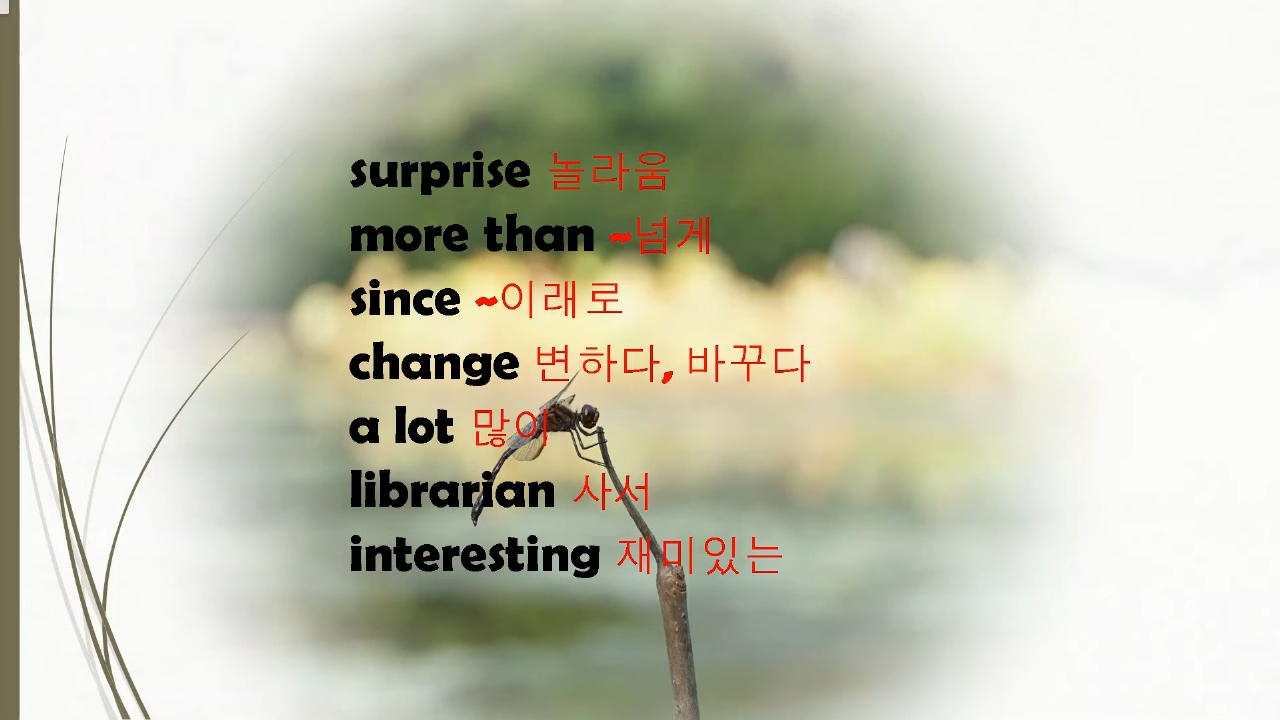 surprise 놀라움
more than ~넘게
since ~이래로
change 변하다, 바꾸다
a lot 많이
librarian 사서
interesting 재미있는